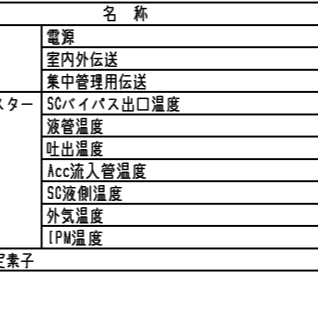 名 称
電源
室内外伝送
集中管理用伝送
スター SCバイパス出口温度
液管温度
吐出温度
Acc流入管温度
SC液側温度
外気温度
IPM温度
定素子